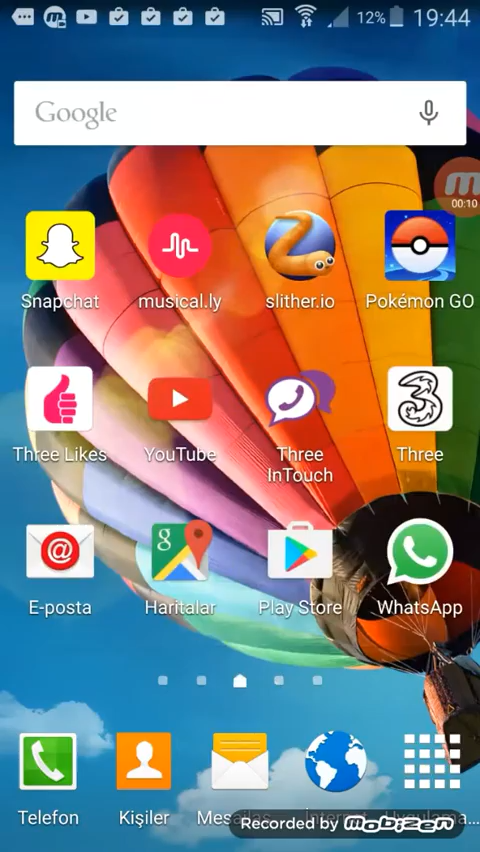 12% 19:44
Google
00:10
Snapchat musical.ly slither.io Pokémon GO
Three Likes YouTube Three InTouch Three
E-posta Haritalar Play Store WhatsApp
Telefon Kişiler
Recorded by mobizen